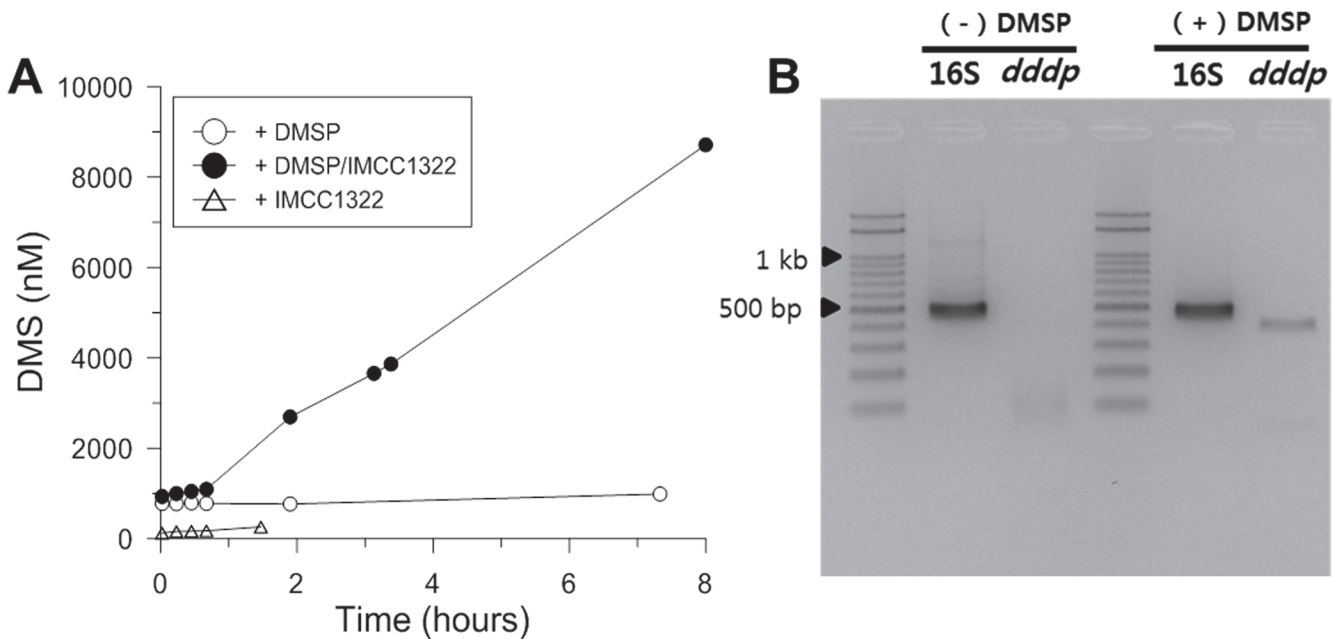 A
10000
8000
6000
4000
2000
0
DMS (nM)
+ DMSP
+ DMSP/IMCC1322
+ IMCC1322
0 2 4 6 8
Time (hours)
B
( - ) DMSP ( + ) DMSP
16S dddp 16S dddp
1 kb
500 bp